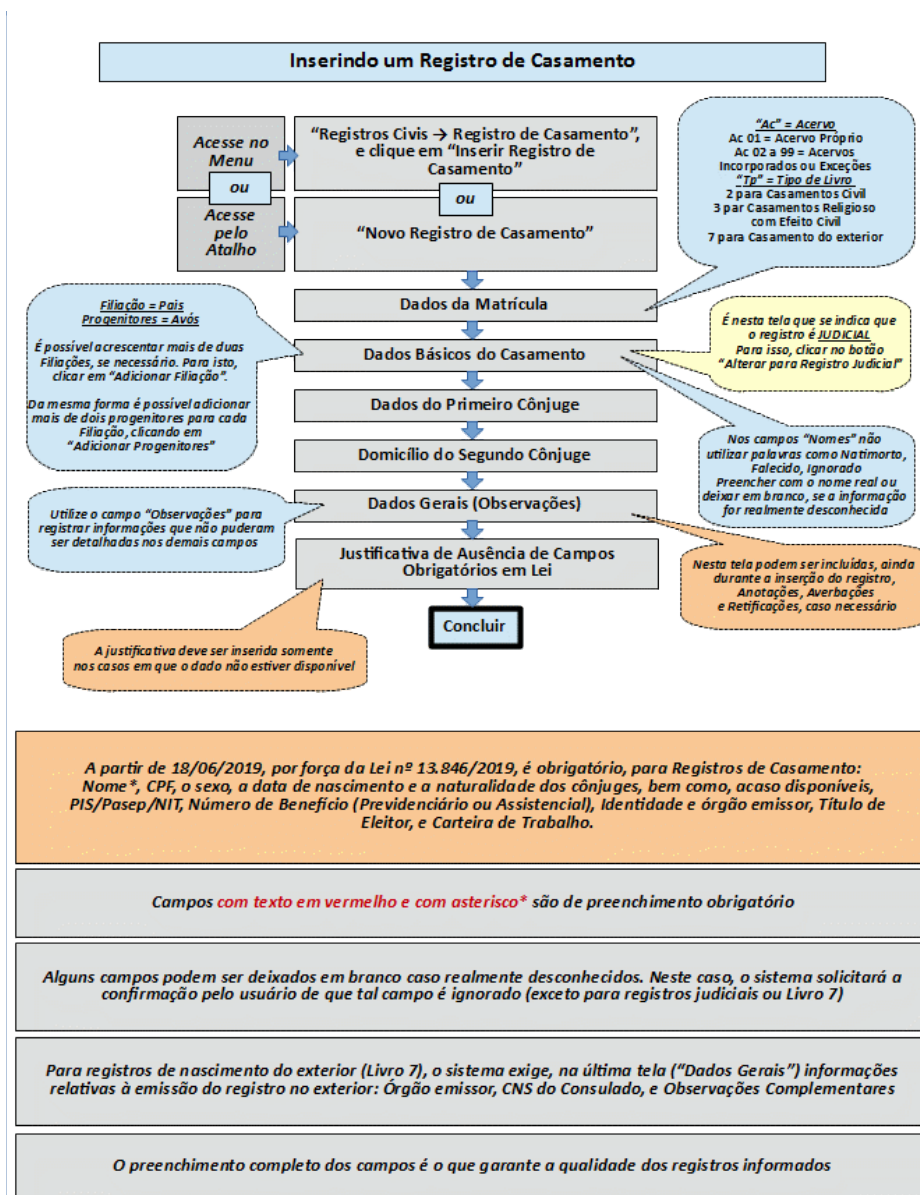 Inserindo um Registro de Casamento
Acesse no
Menu
“Registros Civis → Registro de Casamento”,
e clique em “Inserir Registro de
Casamento”
ou
ou
Acesse
pelo
Atalho
“Novo Registro de Casamento”
“Ac” = Acervo
Ac 01 = Acervo Próprio
Ac 02 a 99 = Acervos
Incorporados ou Exceções
“Tp” = Tipo de Livro
2 para Casamentos Civil
3 par Casamentos Religioso
com Efeito Civil
7 para Casamento do exterior
Dados da Matrícula
Filiação = Pais
Progenitores = Avós
É possível acrescentar mais de duas
Filiações, se necessário. Para isto,
clicar em “Adicionar Filiação”.
Da mesma forma é possível adicionar
mais de dois progenitores para cada
Filiação, clicando em
“Adicionar Progenitores”
Dados Básicos do Casamento
É nesta tela que se indica que
o registro é JUDICIAL
Para isso, clicar no botão
“Alterar para Registro Judicial”
Dados do Primeiro Cônjuge
Domicílio do Segundo Cônjuge
Nos campos “Nomes” não
utilizar palavras como Natimorto,
Falecido, Ignorado
Preencher com o nome real ou
deixar em branco, se a informação
for realmente desconhecida
Utilize o campo “Observações” para
registrar informações que não puderam
ser detalhadas nos demais campos
Dados Gerais (Observações)
Justificativa de Ausência de Campos
Obrigatórios em Lei
Nesta tela podem ser incluídas, ainda
durante a inserção do registro,
Anotações, Averbações
e Retificações, caso necessário
Concluir
A justificativa deve ser inserida somente
nos casos em que o dado não estiver disponível
A partir de 18/06/2019, por força da Lei nº 13.846/2019, é obrigatório, para Registros de Casamento:
Nome*, CPF, o sexo, a data de nascimento e a naturalidade dos cônjuges, bem como, acaso disponíveis,
PIS/Pasep/NIT, Número de Benefício (Previdenciário ou Assistencial), Identidade e órgão emissor, Título de
Eleitor, e Carteira de Trabalho.
Campos com texto em vermelho e com asterisco* são de preenchimento obrigatório
Alguns campos podem ser deixados em branco caso realmente desconhecidos. Neste caso, o sistema solicitará a
confirmação pelo usuário de que tal campo é ignorado (exceto para registros judiciais ou Livro 7)
Para registros de nascimento do exterior (Livro 7), o sistema exige, na última tela (“Dados Gerais”) informações
relativas à emissão do registro no exterior: Órgão emissor, CNS do Consulado, e Observações Complementares
O preenchimento completo dos campos é o que garante a qualidade dos registros informados